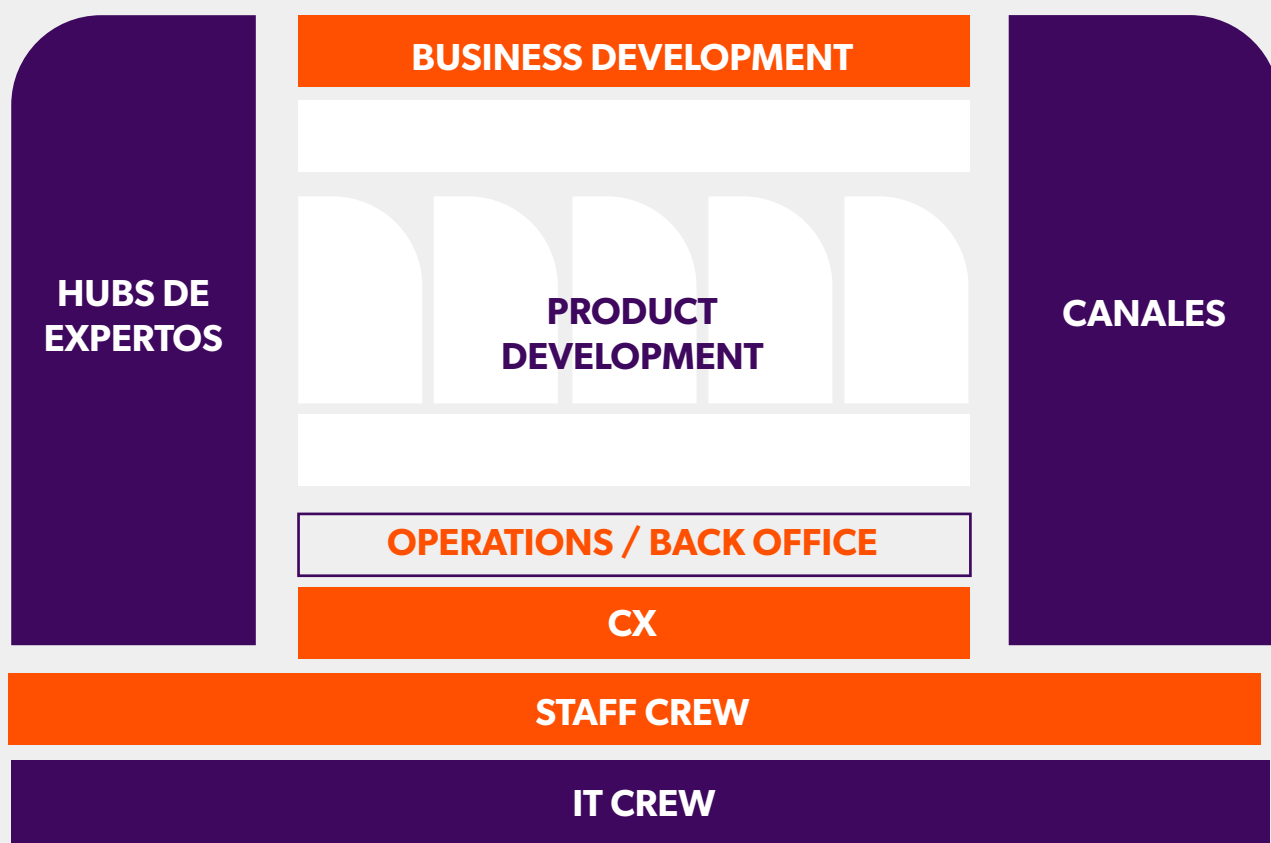 BUSINESS DEVELOPMENT
HUBS DE
EXPERTOS
PRODUCT
DEVELOPMENT
CANALES
OPERATIONS / BACK OFFICE
CX
STAFF CREW
IT CREW